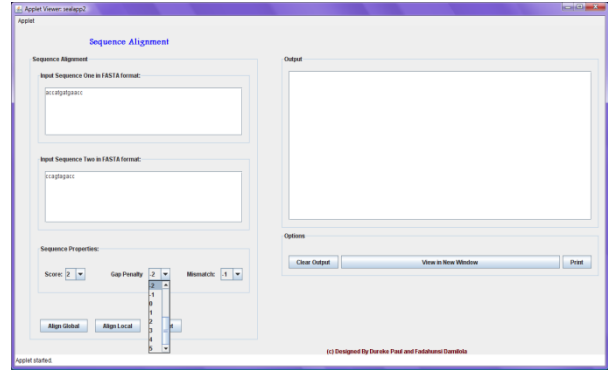 Applet Viewer: sealapp2
Applet
Sequence Alignment
Sequence Alignment
Input Sequence One in FASTA format:
accatgatgaacc
Input Sequence Two in FASTA format:
ccagtagacc
Sequence Properties:
Score: 2 Gap Penalty -2 Mismatch: -1
-2
-1
0
1
2
3
4
5
Align Global Align Local
Output
Options
Clear Output View in New Window Print
(c) Designed By Duroke Paul and Fadahunsi Damilola
Applet started.